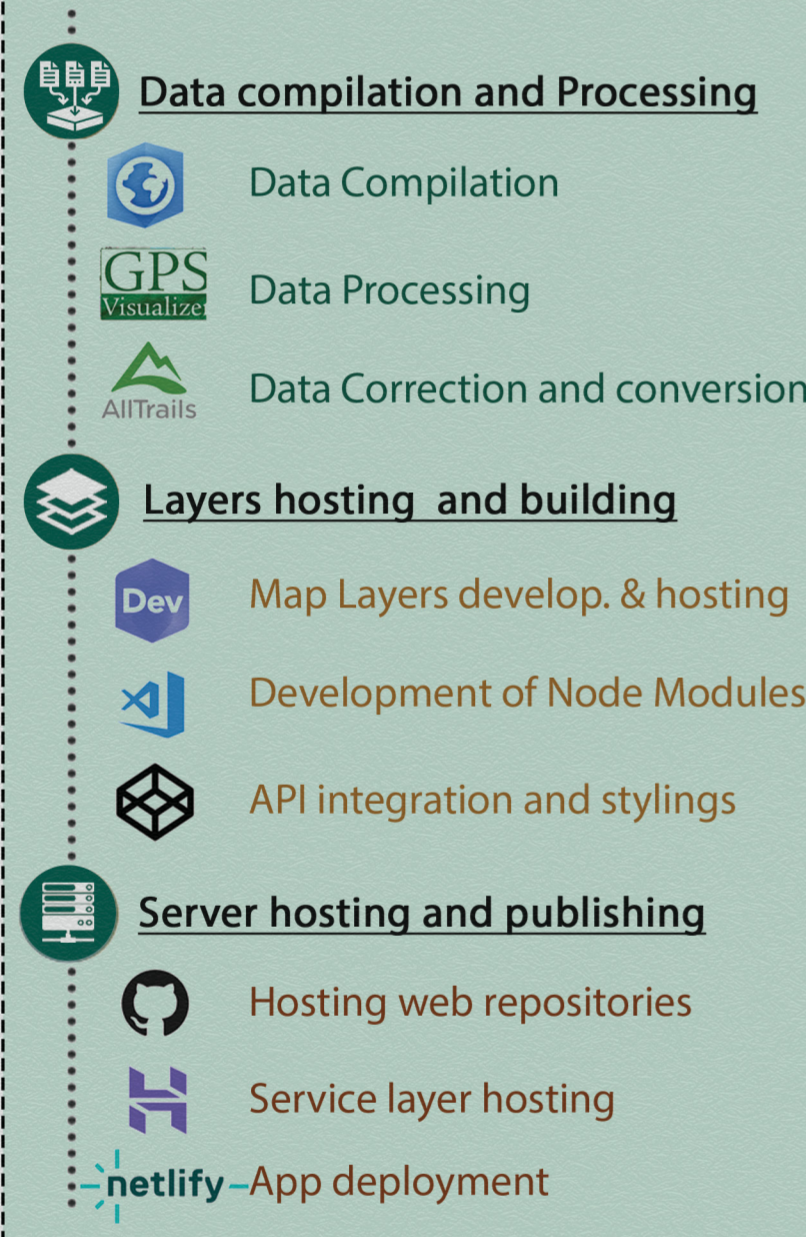 Data compilation and Processing
Data Compilation
GPS
Visualizer
Data Processing
AllTrails
Data Correction and conversion
Layers hosting and building
Dev
Map Layers develop. & hosting
Development of Node Modules
API integration and stylings
Server hosting and publishing
Hosting web repositories
Service layer hosting
netlify
App deployment